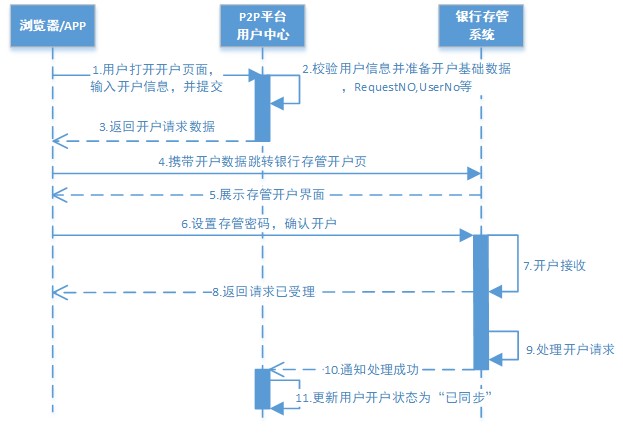 浏览器/APP
P2P平台
用户中心
银行存管
系统
1.用户打开开户页面,
输入开户信息,并提交
2.校验用户信息并准备开户基础数据
,RequestNO,UserNo等
3.返回开户请求数据
4.携带开户数据跳转银行存管开户页
5.展示存管开户界面
6.设置存管密码,确认开户
7.开户接收
8.返回请求已受理
9.处理开户请求
10.通知处理成功
11.更新用户开户状态为“已同步”